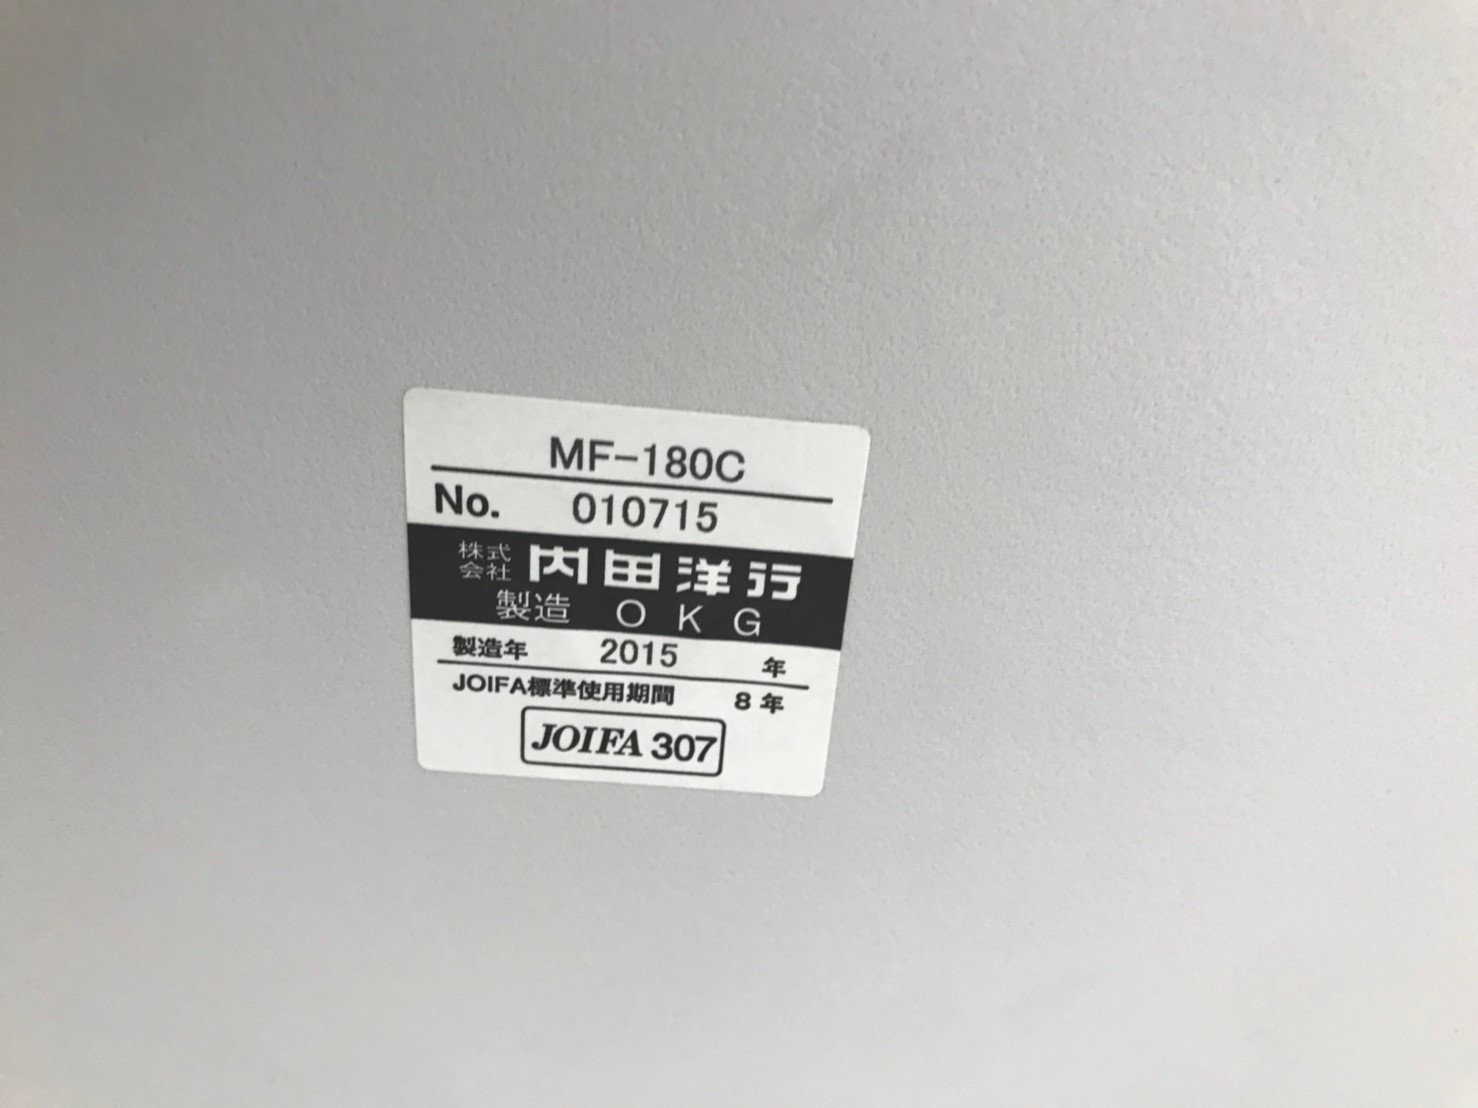 MF-180C
No. 010715
株式会社 内田洋行
製造 OKG
製造年 2015 年
JOIFA標準使用期間 8 年
JOIFA 307